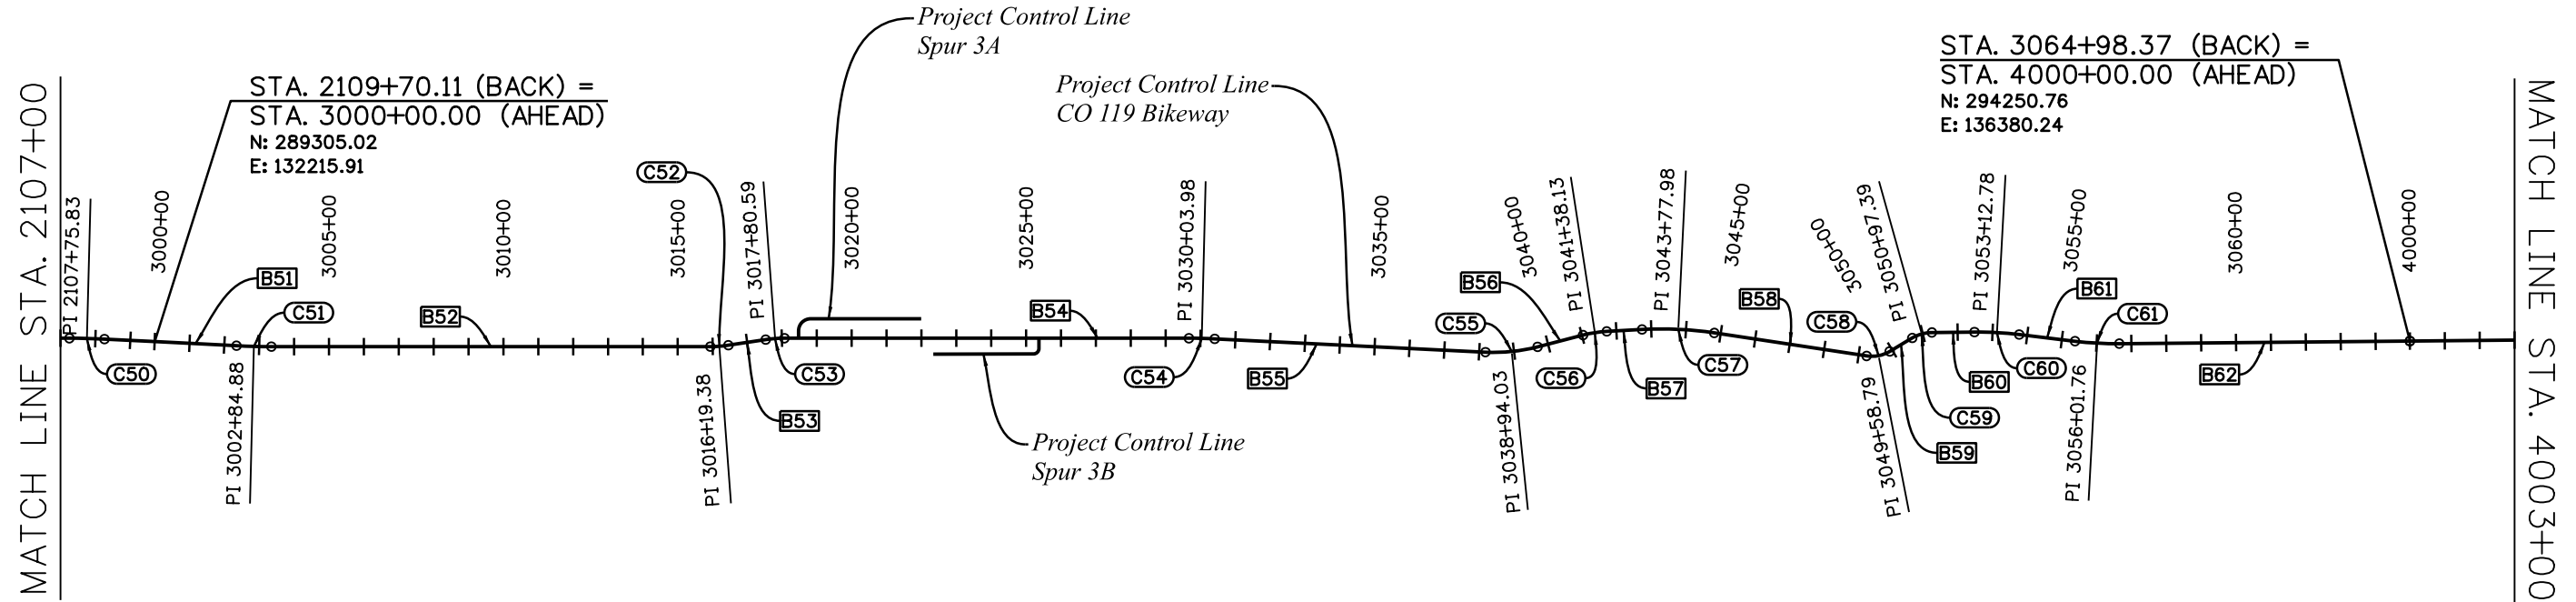 MATCH LINE STA. 2107+00
PI 2107+75.83
C50
STA. 2109+70.11 (BACK) =
STA. 3000+00.00 (AHEAD)
N: 289305.02
E: 132215.91
3000+00
B51
C51
PI 3002+84.88
3005+00
B52
3010+00
3015+00
C52
PI 3016+19.38
B53
PI 3017+80.59
C53
Project Control Line
Spur 3A
3020+00
3025+00
Project Control Line
Spur 3B
B54
Project Control Line
CO 119 Bikeway
PI 3030+03.98
C54
B55
3035+00
C55
PI 3038+94.03
B56
3040+00
PI 3041+38.13
C56
B57
PI 3043+77.98
C57
3045+00
B58
C58
PI 3049+58.79
3050+00
B59
PI 3050+97.39
C59
B60
PI 3053+12.78
C60
3055+00
B61
PI 3056+01.76
C61
3060+00
B62
STA. 3064+98.37 (BACK) =
STA. 4000+00.00 (AHEAD)
N: 294250.76
E: 136380.24
4000+00
MATCH LINE STA. 4003+00